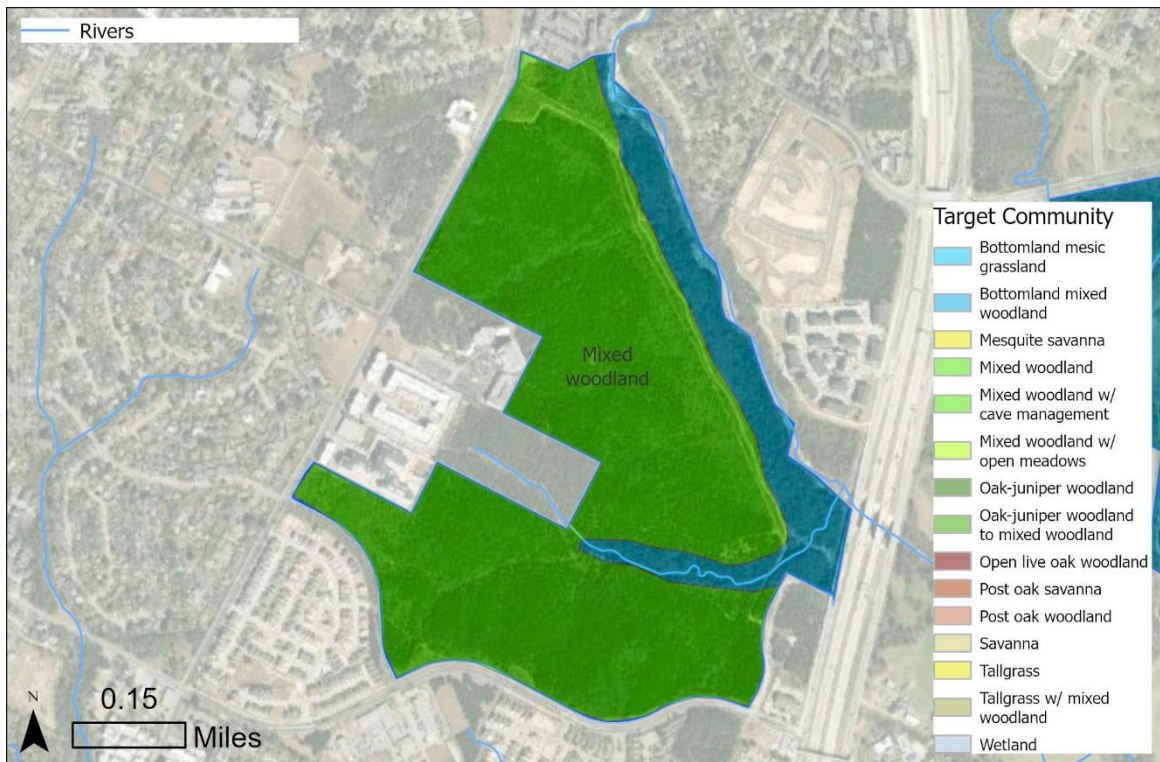 Rivers
Target Community
Bottomland mesic
grassland
Bottomland mixed
woodland
Mesquite savanna
Mixed woodland
Mixed woodland w/
cave management
Mixed woodland w/
open meadows
Oak-juniper woodland
Oak-juniper woodland
to mixed woodland
Open live oak woodland
Post oak savanna
Post oak woodland
Savanna
Tallgrass
Tallgrass w/ mixed
woodland
Wetland
Mixed
woodland
N
0.15
Miles